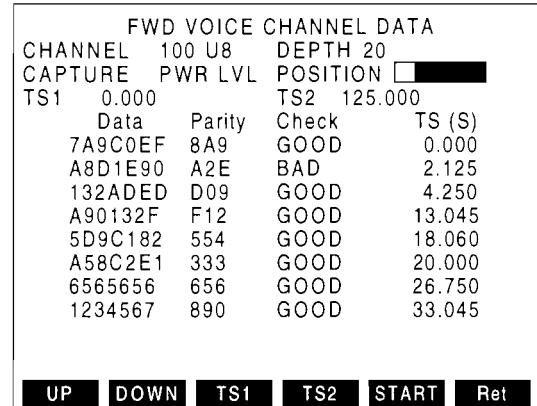 FWD VOICE CHANNEL DATA
CHANNEL 100 U8 DEPTH 20
CAPTURE PWR LVL POSITION
TS1 0.000 TS2 125.000
Data Parity Check TS (S)
7A9C0EF 8A9 GOOD 0.000
A8D1E90 A2E BAD 2.125
132ADED D09 GOOD 4.250
A90132F F12 GOOD 13.045
5D9C182 554 GOOD 18.060
A58C2E1 333 GOOD 20.000
6565656 656 GOOD 26.750
1234567 890 GOOD 33.045
UP DOWN TS1 TS2 START Ret